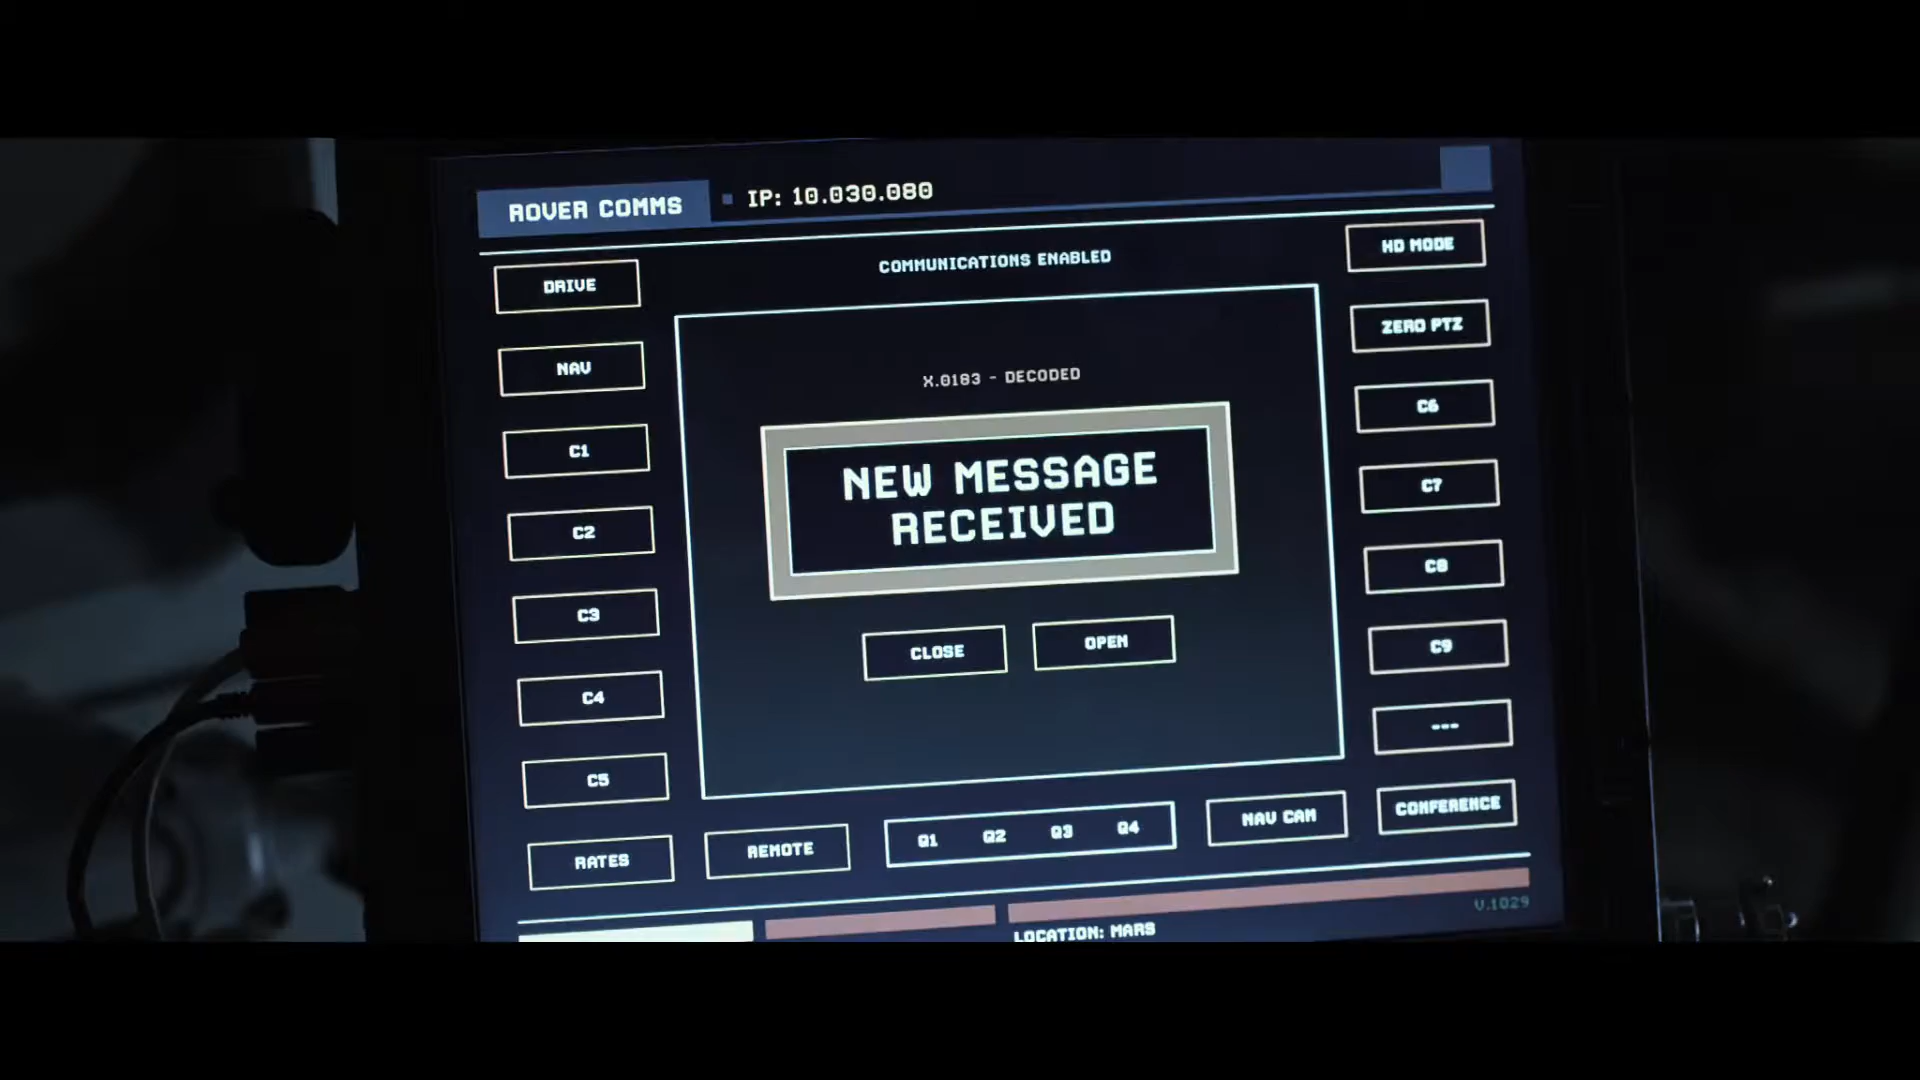 ROVER COMMS
IP: 10.030.080
COMMUNICATIONS ENABLED
HD MODE
DRIVE
ZERO PTZ
NAV
X.0183 - DECODED
C6
C1
NEW MESSAGE
RECEIVED
C7
C2
C8
C3
CLOSE
OPEN
C9
C4
---
C5
CONFERENCE
RATES
REMOTE
Q1 Q2 Q3 Q4
NAV CAM
V.1029
LOCATION: MARS